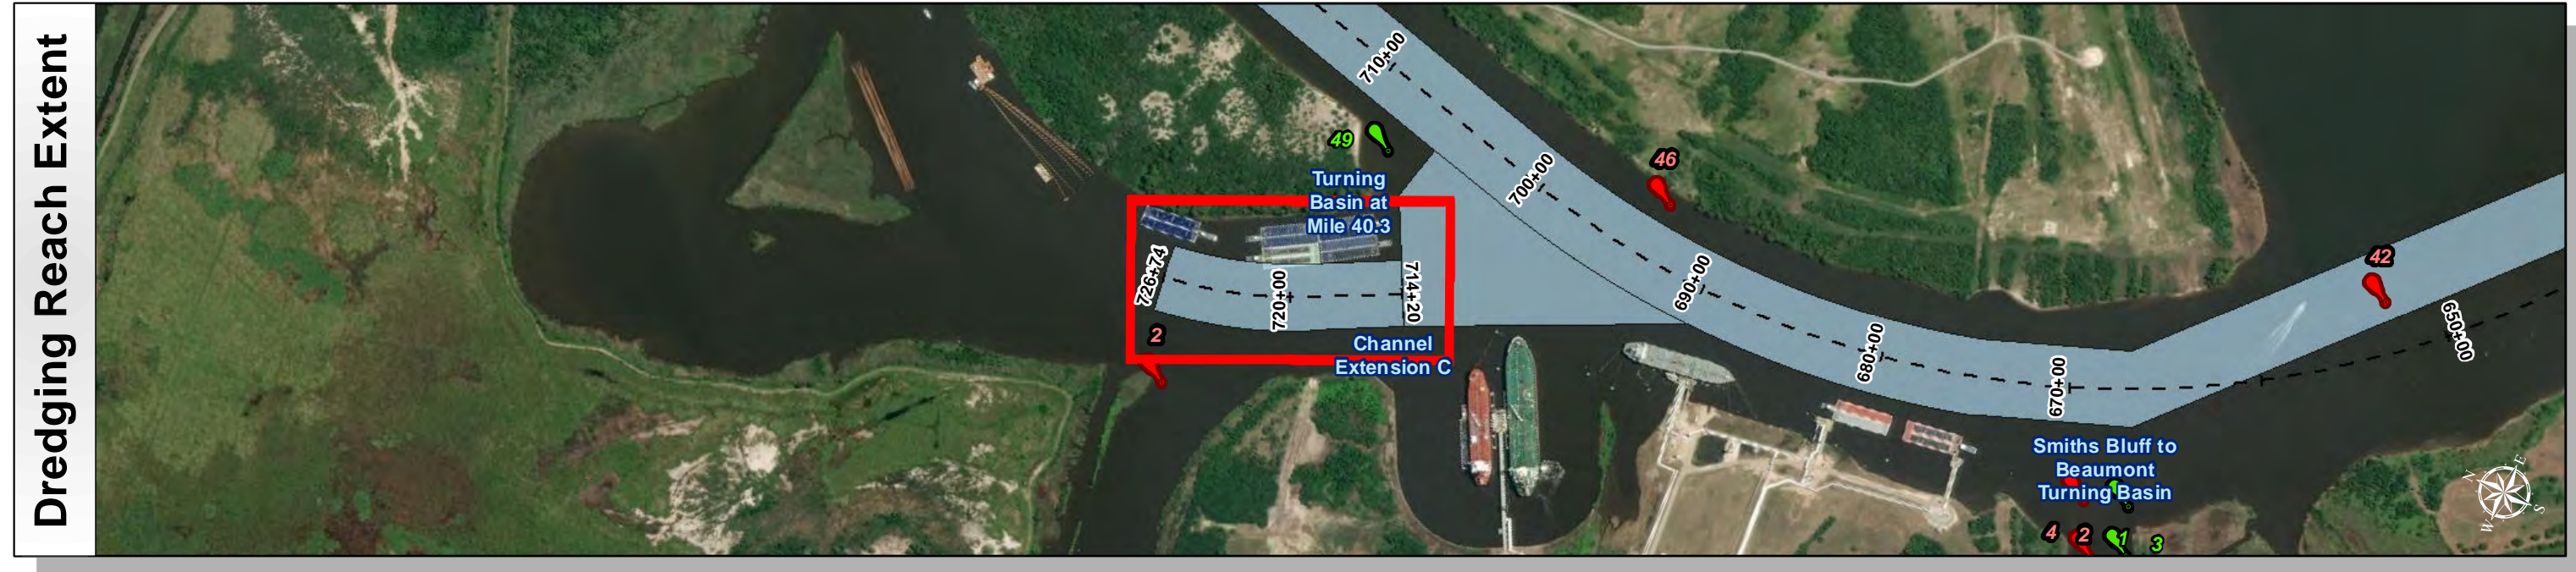 Dredging Reach Extent
710+00
49
46
Turning
Basin at
Mile 40.3
700+00
42
726+74
720+00
714+20
690+00
650+00
2
Channel
Extension C
680+00
670+00
Smiths Bluff to
Beaumont
Turning Basin
N
E
W
S
4
2
1
3